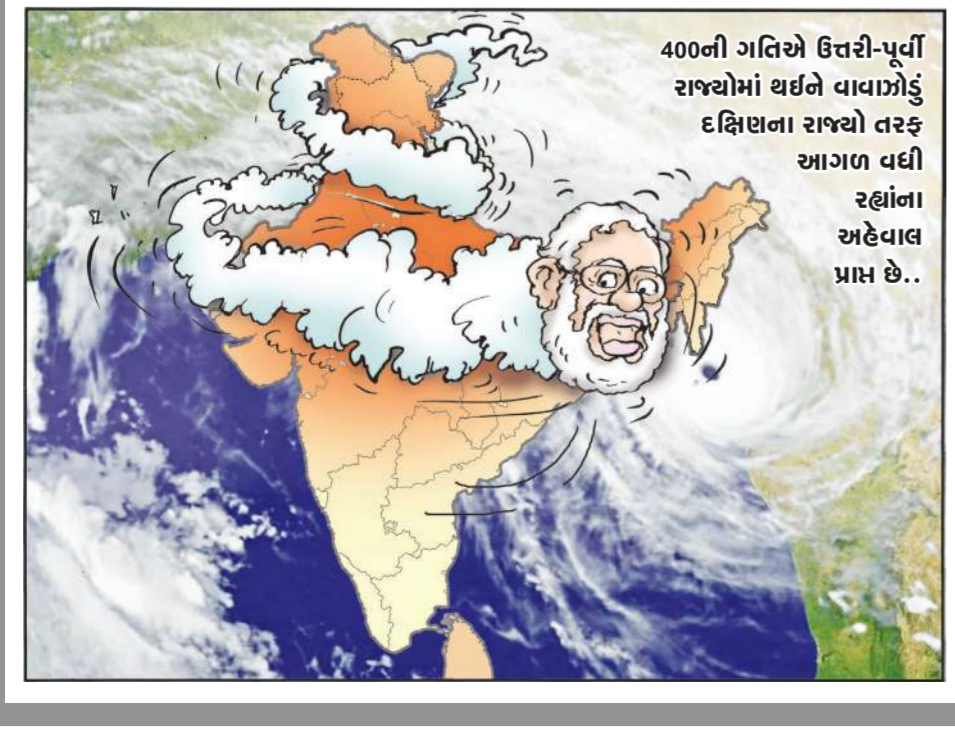 400ની ગતિએ ઉત્તરી-પૂર્વી
રાજ્યોમાં થઈને વાવાઝોડું
દક્ષિણના રાજ્યો તરફ
આગળ વધી
રહ્યાંના
અહેવાલ
પ્રાપ્ત છે..